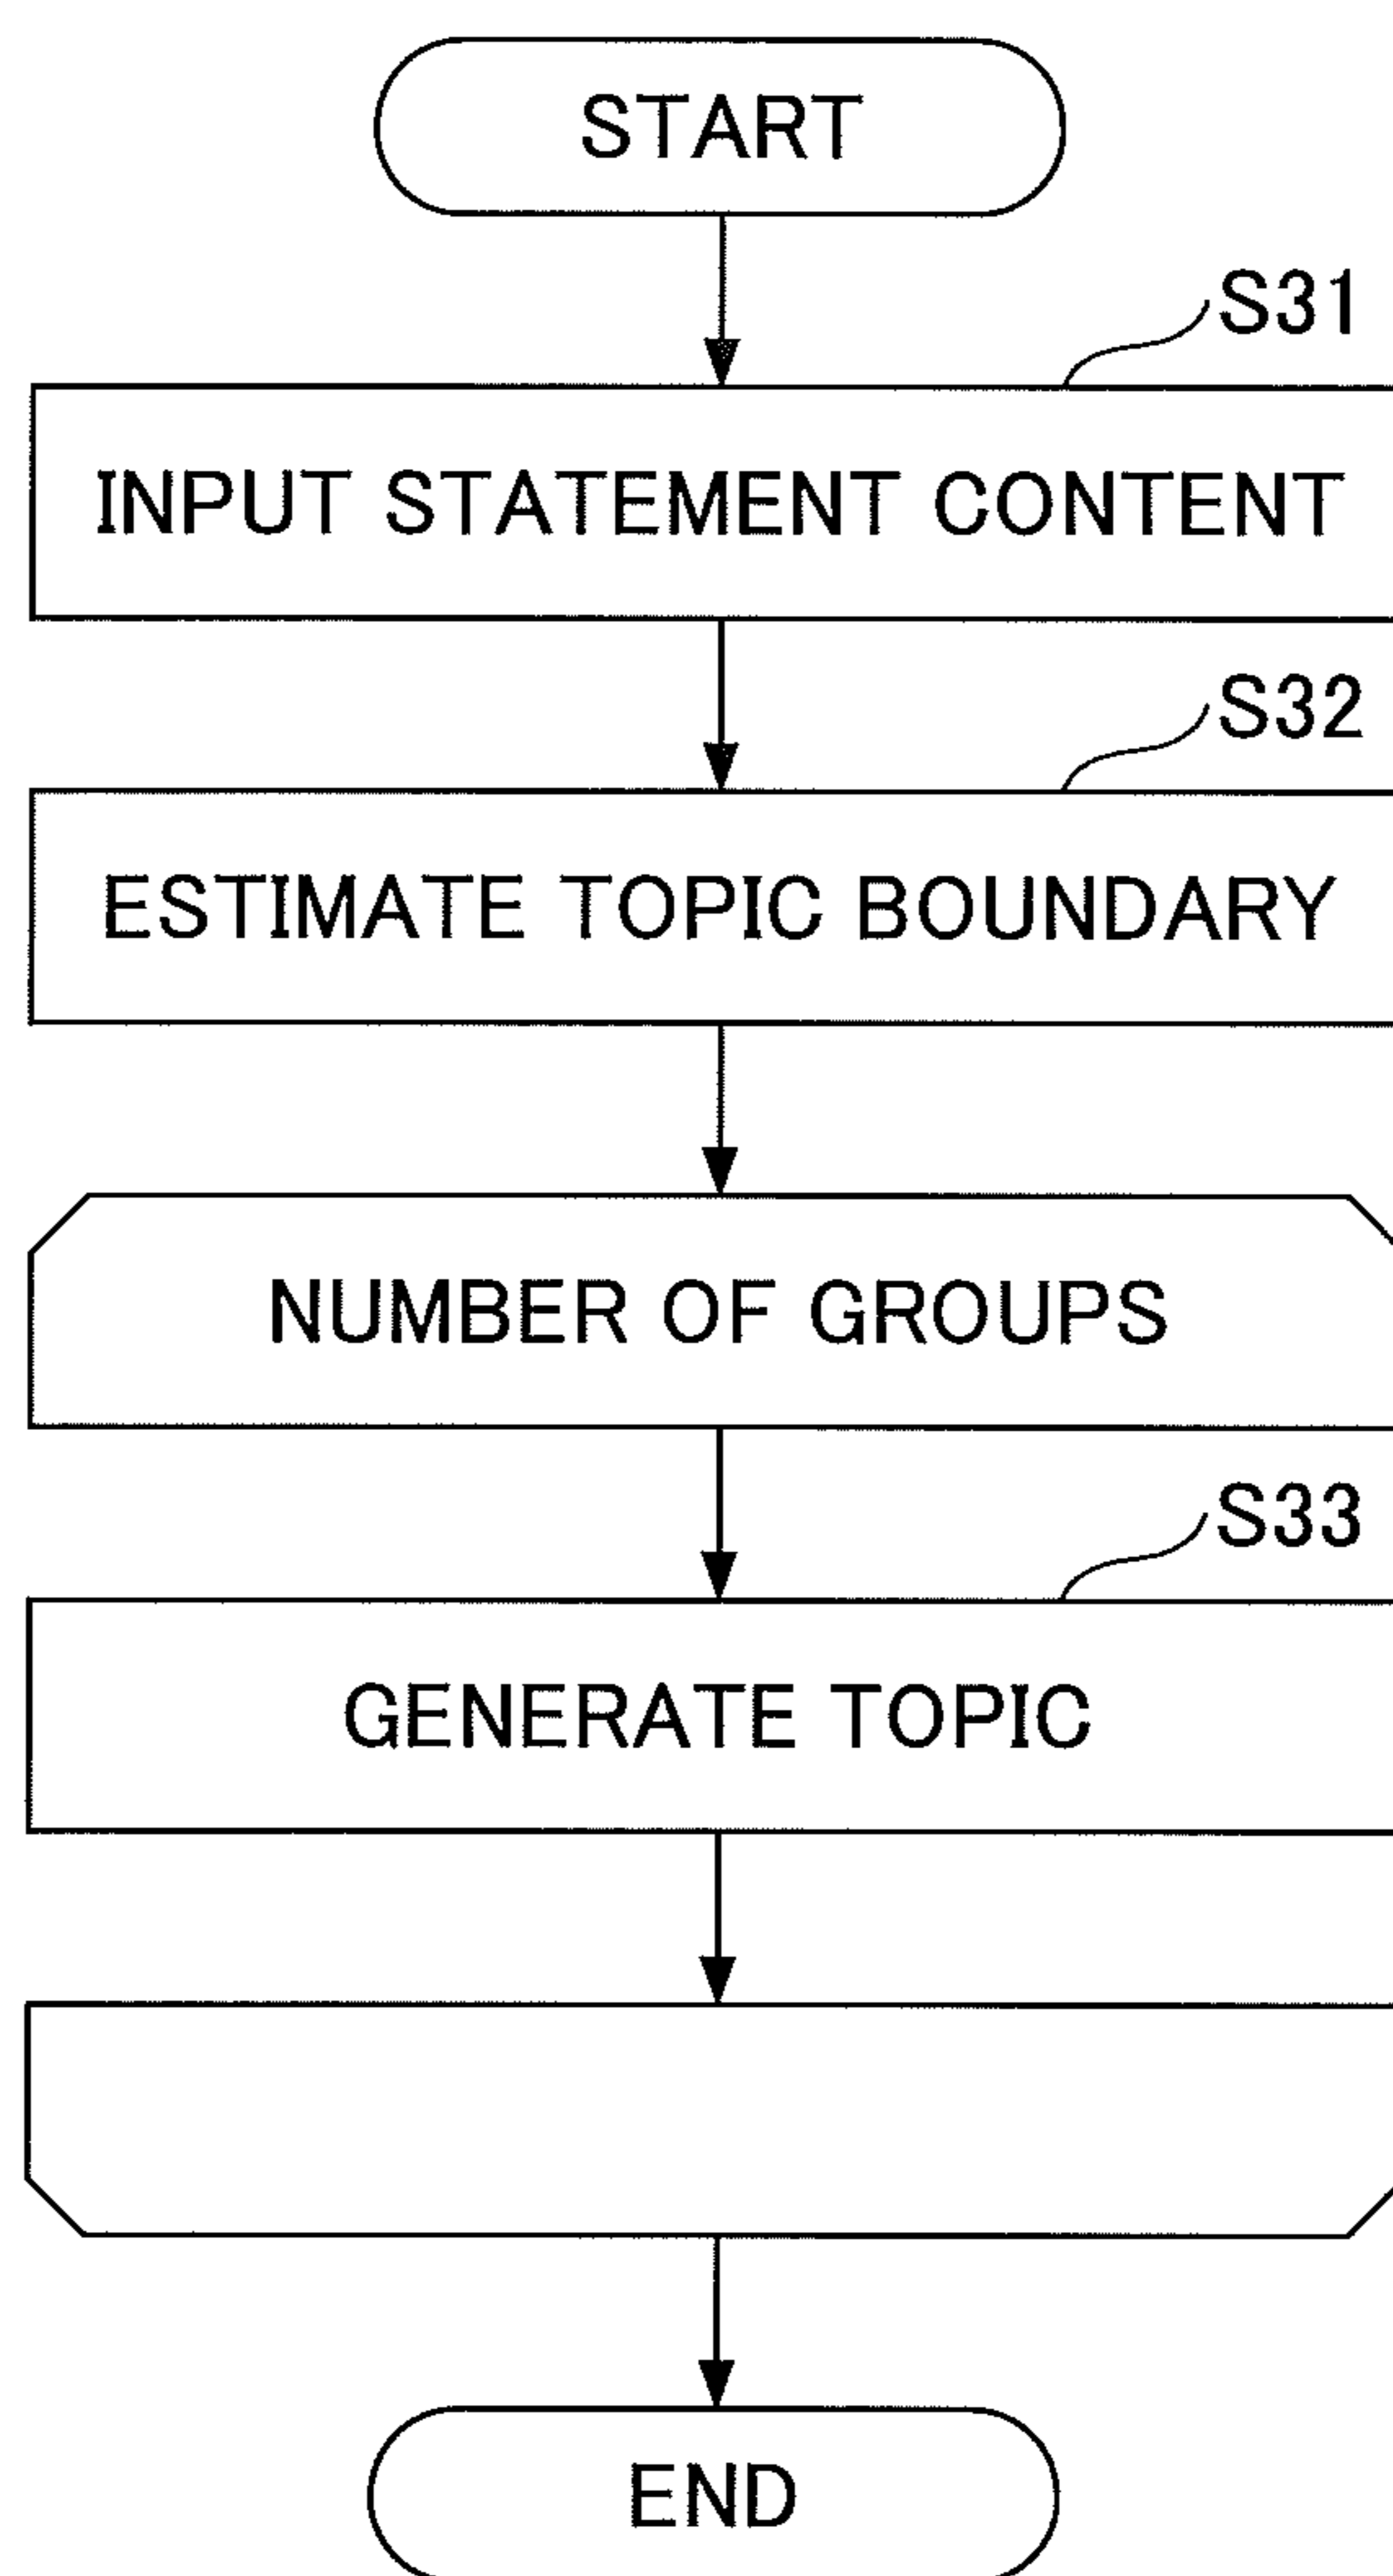 START
S31
INPUT STATEMENT CONTENT
S32
ESTIMATE TOPIC BOUNDARY
NUMBER OF GROUPS
S33
GENERATE TOPIC
END